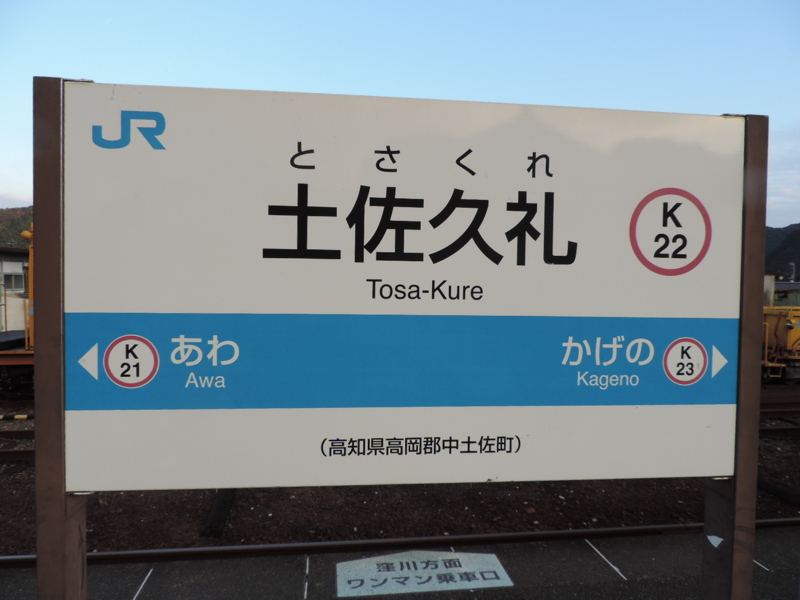 JR
とさくれ
土佐久礼
K
22
Tosa-Kure
K
21
あわ
Awa
かげの
Kageno
K
23
（高知県高岡郡中土佐町）
窪川方面
ワンマン乗車口